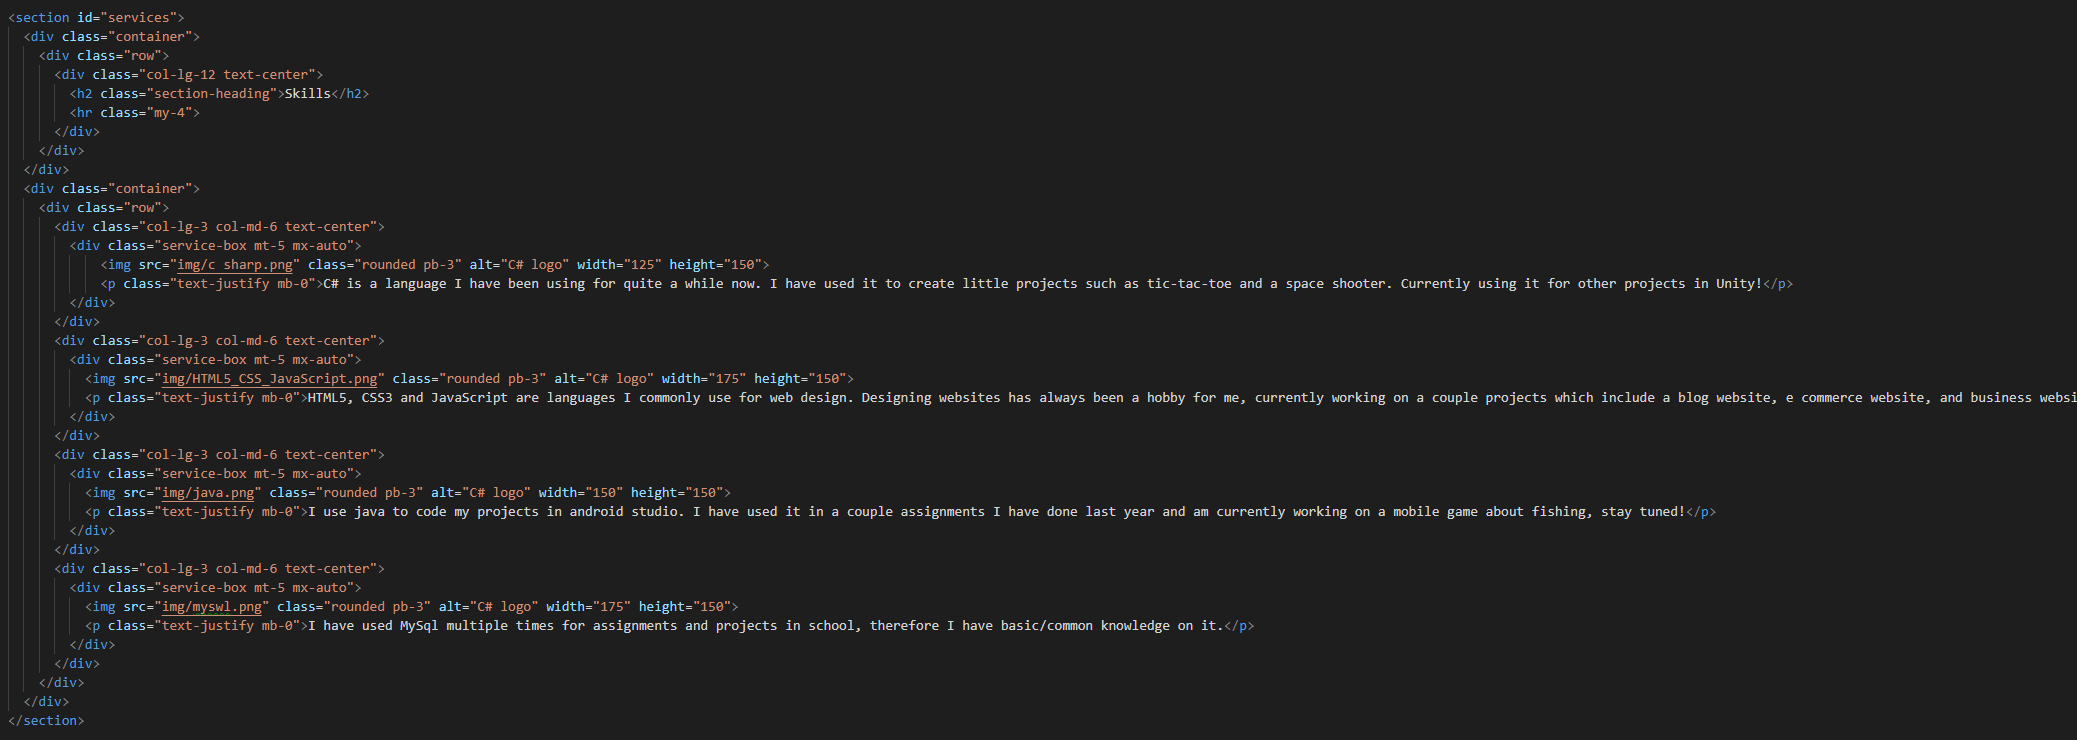 <section id="services">
<div class="container">
<div class="row">
<div class="col-lg-12 text-center">
<h2 class="section-heading">Skills</h2>
<hr class="my-4">
</div>
</div>
</div>
<div class="container">
<div class="row">
<div class="col-lg-3 col-md-6 text-center">
<div class="service-box mt-5 mx-auto">
<img src="img/c sharp.png" class="rounded pb-3" alt="C# logo" width="125" height="150">
<p class="text-justify mb-0">C# is a language I have been using for quite a while now. I have used it to create little projects such as tic-tac-toe and a space shooter. Currently using it for other projects in Unity!</p>
</div>
</div>
<div class="col-lg-3 col-md-6 text-center">
<div class="service-box mt-5 mx-auto">
<img src="img/HTML5_CSS_JavaScript.png" class="rounded pb-3" alt="C# logo" width="175" height="150">
<p class="text-justify mb-0">HTML5, CSS3 and JavaScript are languages I commonly use for web design. Designing websites has always been a hobby for me, currently working on a couple projects which include a blog website, e commerce website, and business websi
</div>
</div>
<div class="col-lg-3 col-md-6 text-center">
<div class="service-box mt-5 mx-auto">
<img src="img/java.png" class="rounded pb-3" alt="C# logo" width="150" height="150">
<p class="text-justify mb-0">I use java to code my projects in android studio. I have used it in a couple assignments I have done last year and am currently working on a mobile game about fishing, stay tuned!</p>
</div>
</div>
<div class="col-lg-3 col-md-6 text-center">
<div class="service-box mt-5 mx-auto">
<img src="img/myswl.png" class="rounded pb-3" alt="C# logo" width="175" height="150">
<p class="text-justify mb-0">I have used MySql multiple times for assignments and projects in school, therefore I have basic/common knowledge on it.</p>
</div>
</div>
</div>
</div>
</section>